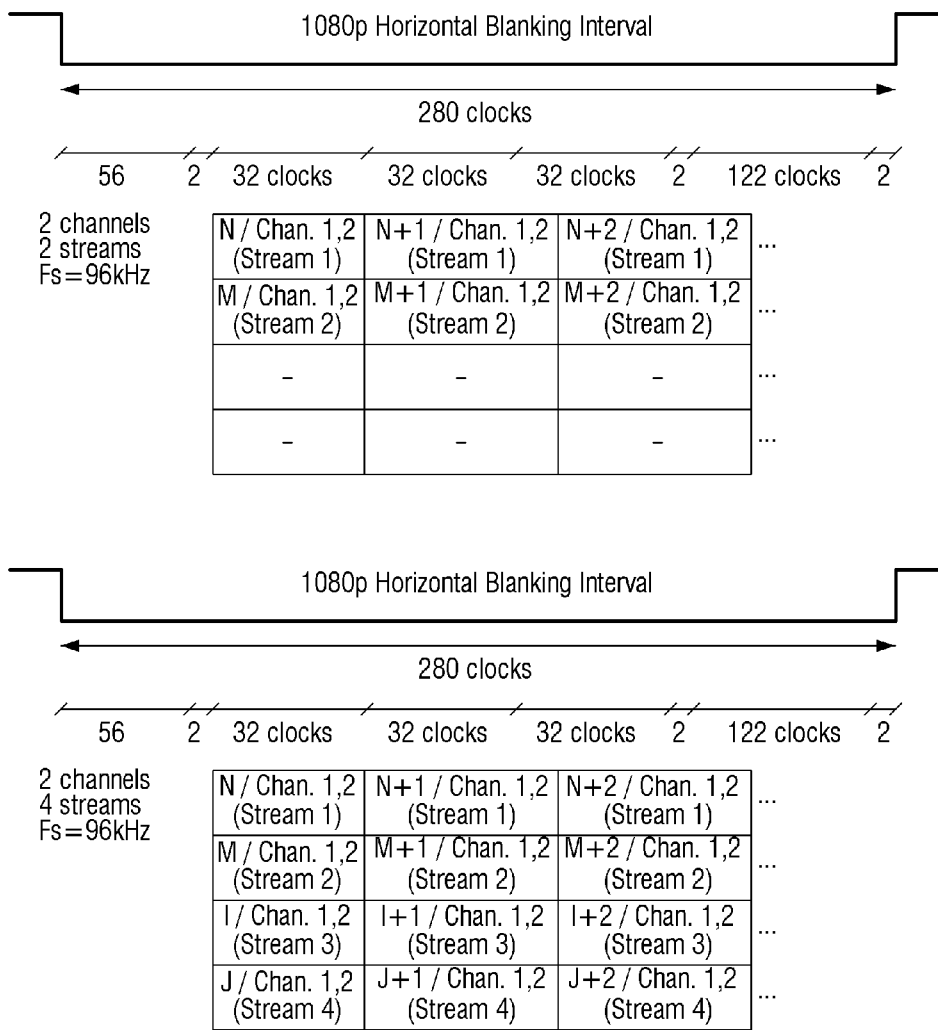 1080p Horizontal Blanking Interval
280 clocks
56 2 32 clocks 32 clocks 32 clocks 2 122 clocks 2
2 channels
2 streams
Fs=96kHz
N / Chan. 1,2 N+1 / Chan. 1,2 N+2 / Chan. 1,2 ...
(Stream 1) (Stream 1) (Stream 1)
M / Chan. 1,2 M+1 / Chan. 1,2 M+2 / Chan. 1,2 ...
(Stream 2) (Stream 2) (Stream 2)
– – – ...
– – – ...
1080p Horizontal Blanking Interval
280 clocks
56 2 32 clocks 32 clocks 32 clocks 2 122 clocks 2
2 channels
4 streams
Fs=96kHz
N / Chan. 1,2 N+1 / Chan. 1,2 N+2 / Chan. 1,2 ...
(Stream 1) (Stream 1) (Stream 1)
M / Chan. 1,2 M+1 / Chan. 1,2 M+2 / Chan. 1,2 ...
(Stream 2) (Stream 2) (Stream 2)
I / Chan. 1,2 I+1 / Chan. 1,2 I+2 / Chan. 1,2 ...
(Stream 3) (Stream 3) (Stream 3)
J / Chan. 1,2 J+1 / Chan. 1,2 J+2 / Chan. 1,2 ...
(Stream 4) (Stream 4) (Stream 4)